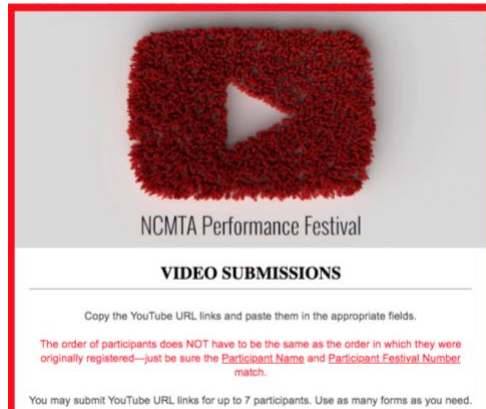 NCMTA Performance Festival
VIDEO SUBMISSIONS
Copy the YouTube URL links and paste them in the appropriate fields.
The order of participants does NOT have to be the same as the order in which they were
originally registered—just be sure the Participant Name and Participant Festival Number
match.
You may submit YouTube URL links for up to 7 participants. Use as many forms as you need.